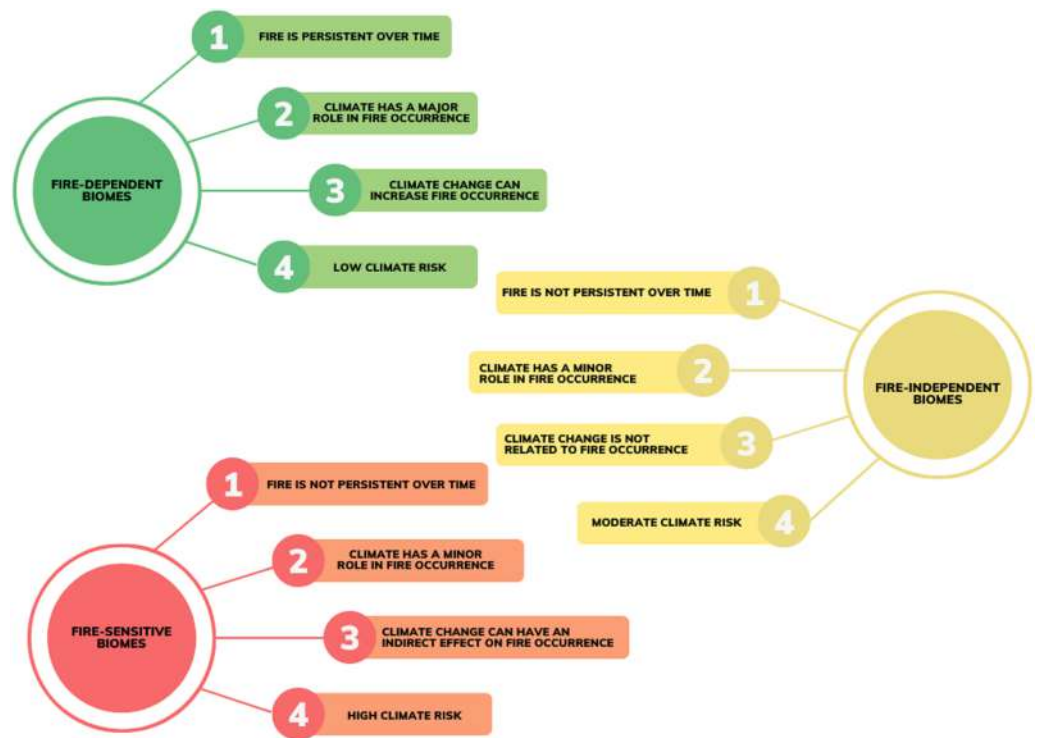 FIRE-DEPENDENT
BIOMES
1
FIRE IS PERSISTENT OVER TIME
2
CLIMATE HAS A MAJOR
ROLE IN FIRE OCCURRENCE
3
CLIMATE CHANGE CAN
INCREASE FIRE OCCURRENCE
4
LOW CLIMATE RISK
FIRE-INDEPENDENT
BIOMES
FIRE IS NOT PERSISTENT OVER TIME
1
CLIMATE HAS A MINOR
ROLE IN FIRE OCCURRENCE
2
CLIMATE CHANGE IS NOT
RELATED TO FIRE OCCURRENCE
3
MODERATE CLIMATE RISK
4
FIRE-SENSITIVE
BIOMES
1
FIRE IS NOT PERSISTENT OVER TIME
2
CLIMATE HAS A MINOR
ROLE IN FIRE OCCURRENCE
3
CLIMATE CHANGE CAN HAVE AN
INDIRECT EFFECT ON FIRE OCCURRENCE
4
HIGH CLIMATE RISK